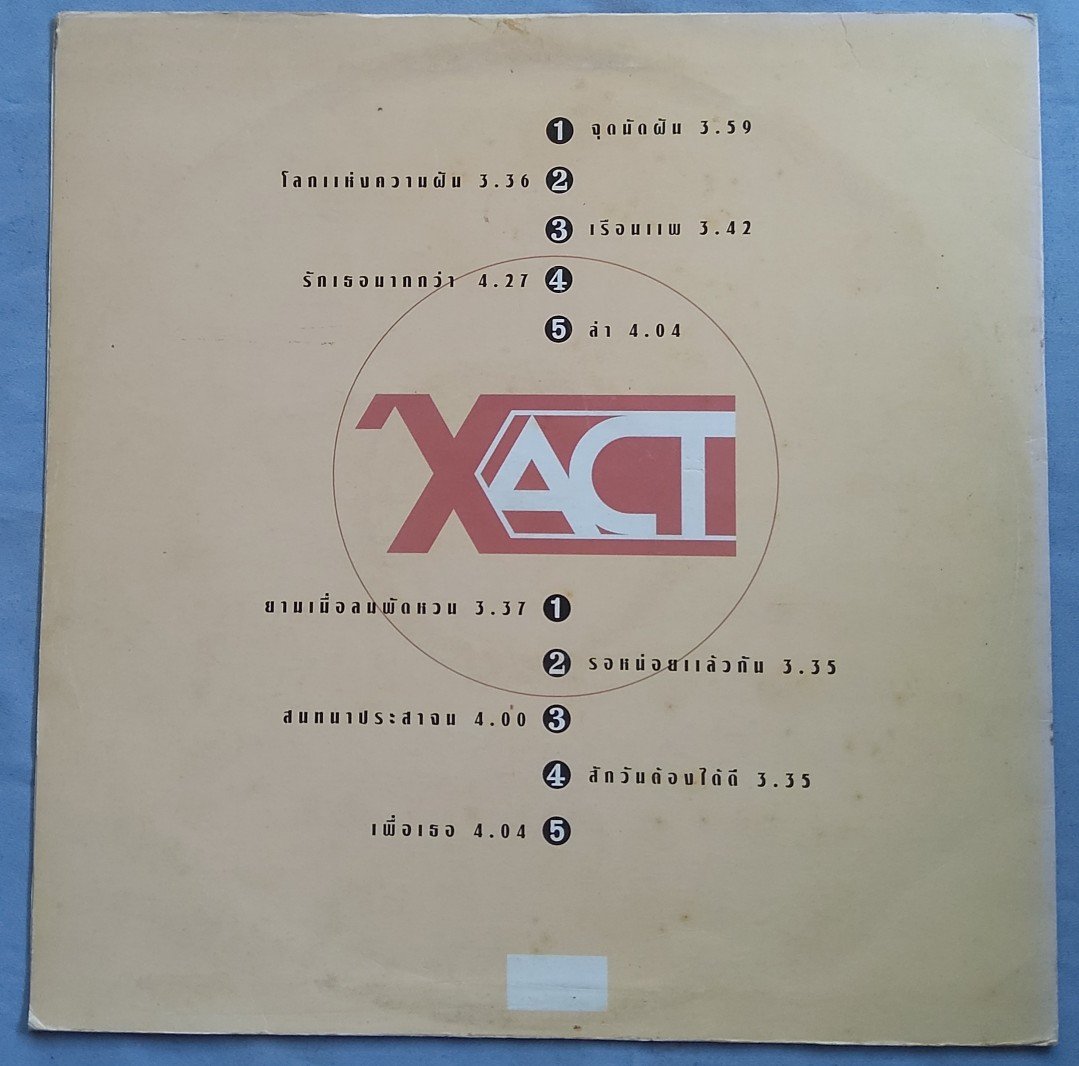 1 จุดนัดฝัน 3.59
โลกแห่งความฝัน 3.36 2
3 เรือนแพ 3.42
รักเธอมากกว่า 4.27 4
5 ล่า 4.04
'XACT
ยามเมื่อลมพัดหวน 3.37 1
2 รอหน่อยแล้วกัน 3.35
สนทนาประสาจน 4.00 3
4 สักวันต้องได้ดี 3.35
เพื่อเธอ 4.04 5